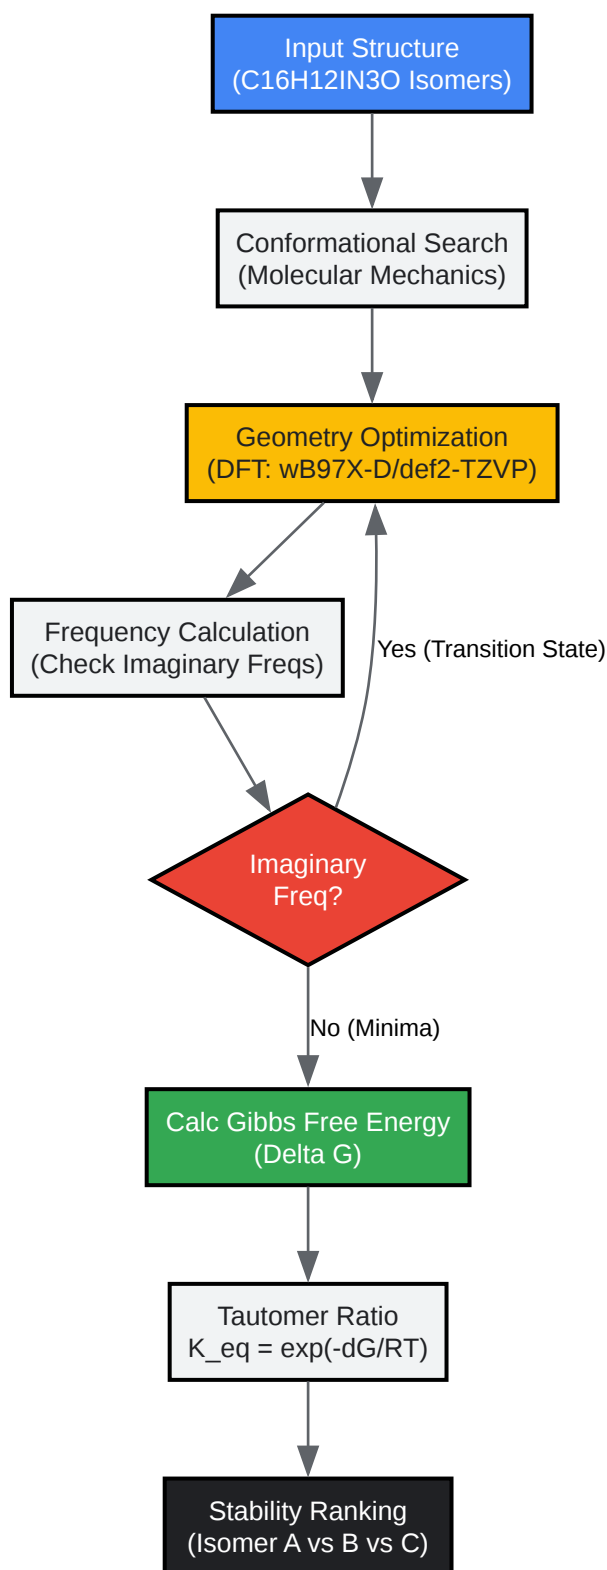 Input Structure
(C16H12IN3O Isomers)
Conformational Search
(Molecular Mechanics)
Geometry Optimization
(DFT: wB97X-D/def2-TZVP)
Frequency Calculation
(Check Imaginary Freqs)
Yes (Transition State)
Imaginary
Freq?
No (Minima)
Calc Gibbs Free Energy
(Delta G)
Tautomer Ratio
K_eq = exp(-dG/RT)
Stability Ranking
(Isomer A vs B vs C)